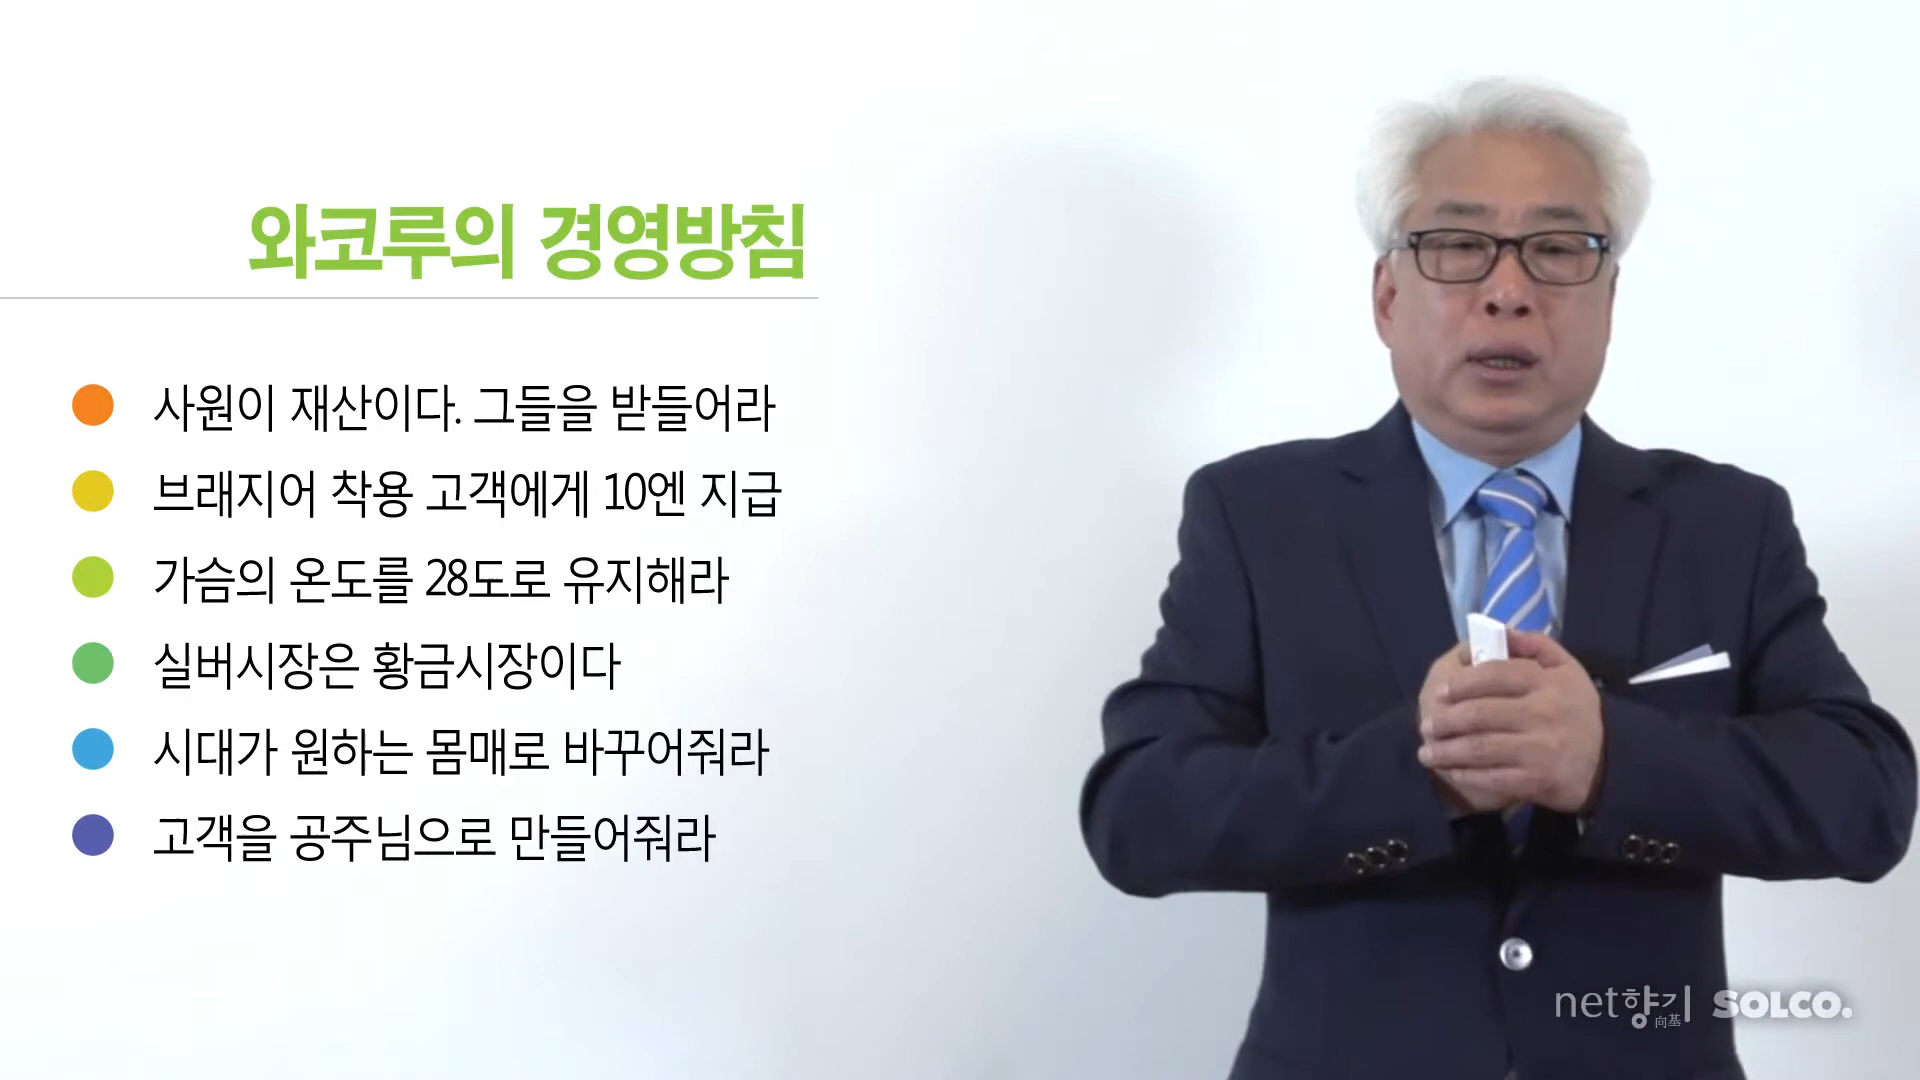 와코루의 경영방침
사원이 재산이다. 그들을 받들어라
브래지어 착용 고객에게 10엔 지급
가슴의 온도를 28도로 유지해라
실버시장은 황금시장이다
시대가 원하는 몸매로 바꾸어줘라
고객을 공주님으로 만들어줘라
net향기 向基 SOLCO.